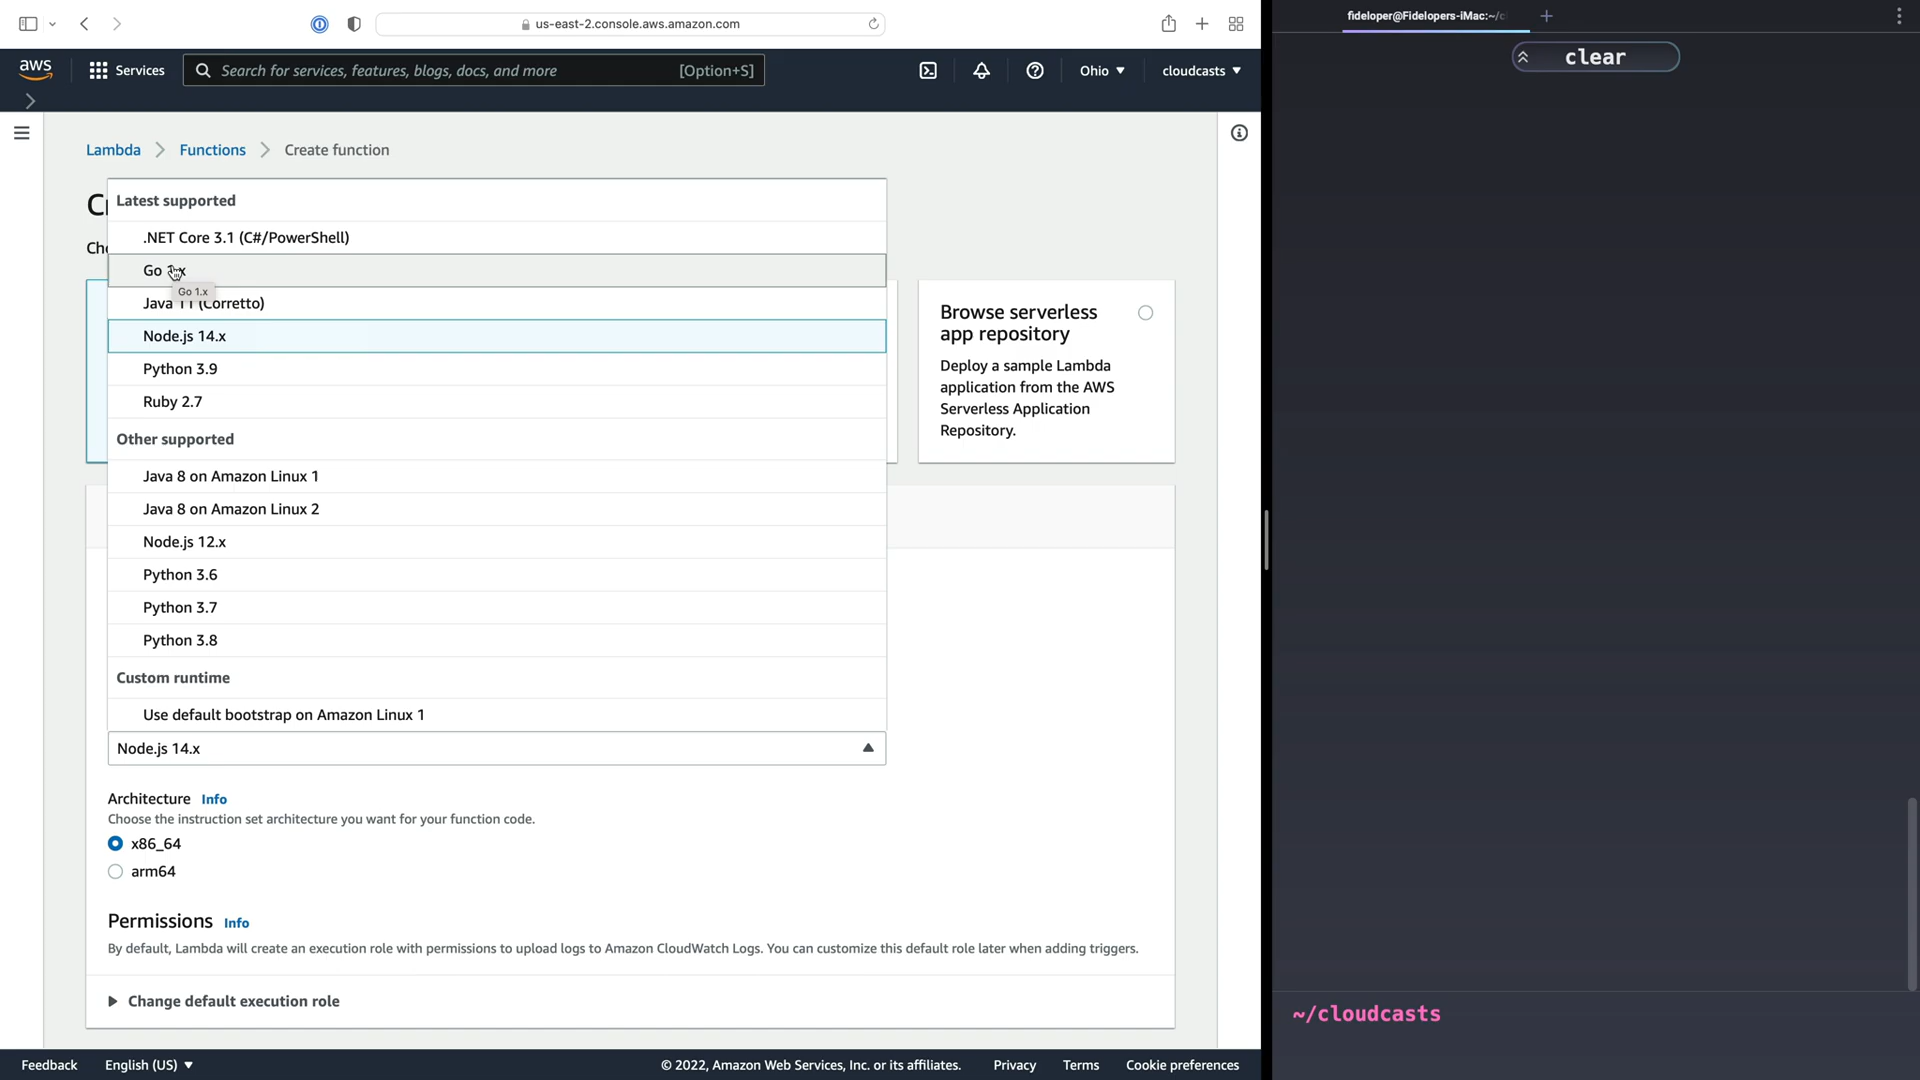 us-east-2.console.aws.amazon.com
fideloper@Fidelopers-iMac:~/c
clear
aws
Services
Search for services, features, blogs, docs, and more
[Option+S]
Ohio
cloudcasts
Lambda
Functions
Create function
Latest supported
.NET Core 3.1 (C#/PowerShell)
Go 1.x
Go 1.x
Java 11 (Corretto)
Node.js 14.x
Python 3.9
Ruby 2.7
Other supported
Java 8 on Amazon Linux 1
Java 8 on Amazon Linux 2
Node.js 12.x
Python 3.6
Python 3.7
Python 3.8
Custom runtime
Use default bootstrap on Amazon Linux 1
Node.js 14.x
Browse serverless
app repository
Deploy a sample Lambda
application from the AWS
Serverless Application
Repository.
Architecture Info
Choose the instruction set architecture you want for your function code.
x86_64
arm64
Permissions Info
By default, Lambda will create an execution role with permissions to upload logs to Amazon CloudWatch Logs. You can customize this default role later when adding triggers.
Change default execution role
~/cloudcasts
Feedback
English (US)
© 2022, Amazon Web Services, Inc. or its affiliates.
Privacy
Terms
Cookie preferences